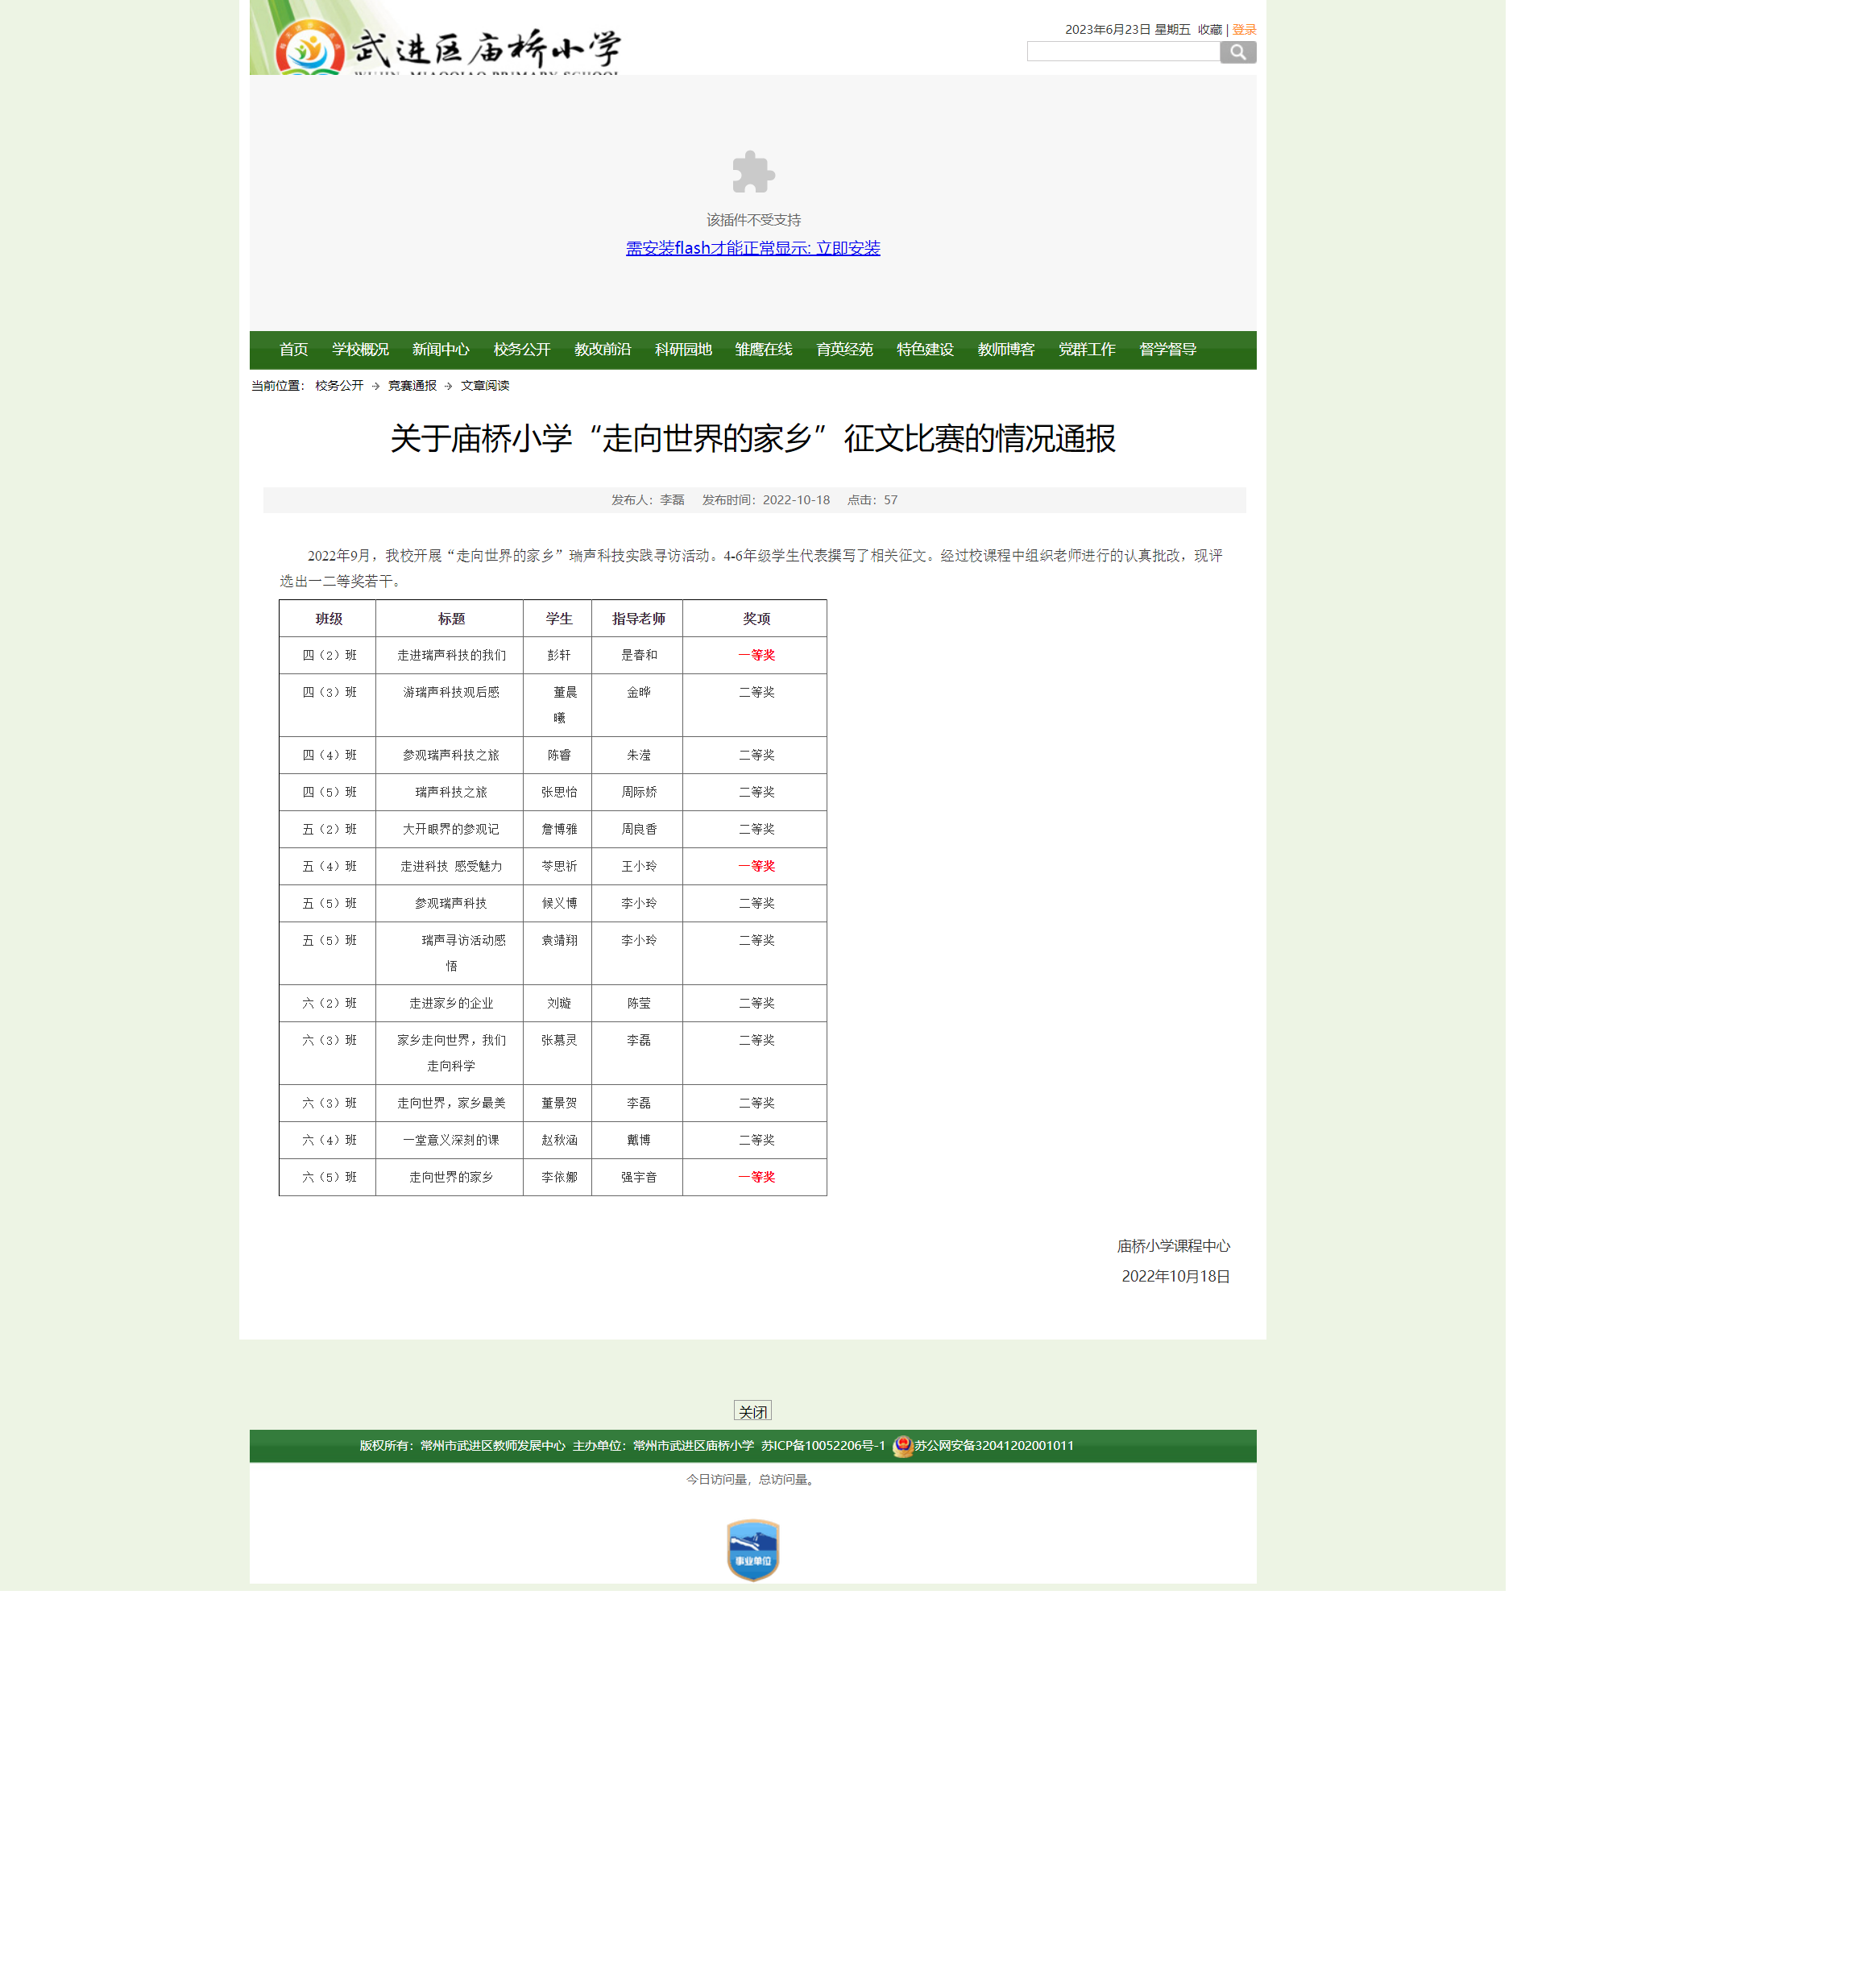 武进区庙桥小学
2023年6月23日 星期五 收藏 | 登录
该插件不受支持
需安装flash才能正常显示: 立即安装
首页 学校概况 新闻中心 校务公开 教改前沿 科研园地 雏鹰在线 育英经苑 特色建设 教师博客 党群工作 督学督导
当前位置： 校务公开 → 竞赛通报 → 文章阅读
关于庙桥小学“走向世界的家乡”征文比赛的情况通报
发布人：李磊 发布时间：2022-10-18 点击：57
2022年9月，我校开展“走向世界的家乡”瑞声科技实践寻访活动。4-6年级学生代表撰写了相关征文。经过校课程中组织老师进行的认真批改，现评
选出一二等奖若干。
班级 标题 学生 指导老师 奖项
四（2）班 走进瑞声科技的我们 彭轩 是春和 一等奖
四（3）班 游瑞声科技观后感 董晨
曦 金晔 二等奖
四（4）班 参观瑞声科技之旅 陈睿 朱滢 二等奖
四（5）班 瑞声科技之旅 张思怡 周际娇 二等奖
五（2）班 大开眼界的参观记 詹博雅 周良香 二等奖
五（4）班 走进科技 感受魅力 苓思祈 王小玲 一等奖
五（5）班 参观瑞声科技 候义博 李小玲 二等奖
五（5）班 瑞声寻访活动感
悟 袁靖翔 李小玲 二等奖
六（2）班 走进家乡的企业 刘璇 陈莹 二等奖
六（3）班 家乡走向世界，我们
走向科学 张慕灵 李磊 二等奖
六（3）班 走向世界，家乡最美 董景贺 李磊 二等奖
六（4）班 一堂意义深刻的课 赵秋涵 戴博 二等奖
六（5）班 走向世界的家乡 李依娜 强宇音 一等奖
庙桥小学课程中心
2022年10月18日
关闭
版权所有：常州市武进区教师发展中心 主办单位：常州市武进区庙桥小学 苏ICP备10052206号-1 苏公网安备32041202001011
今日访问量，总访问量。
事业单位